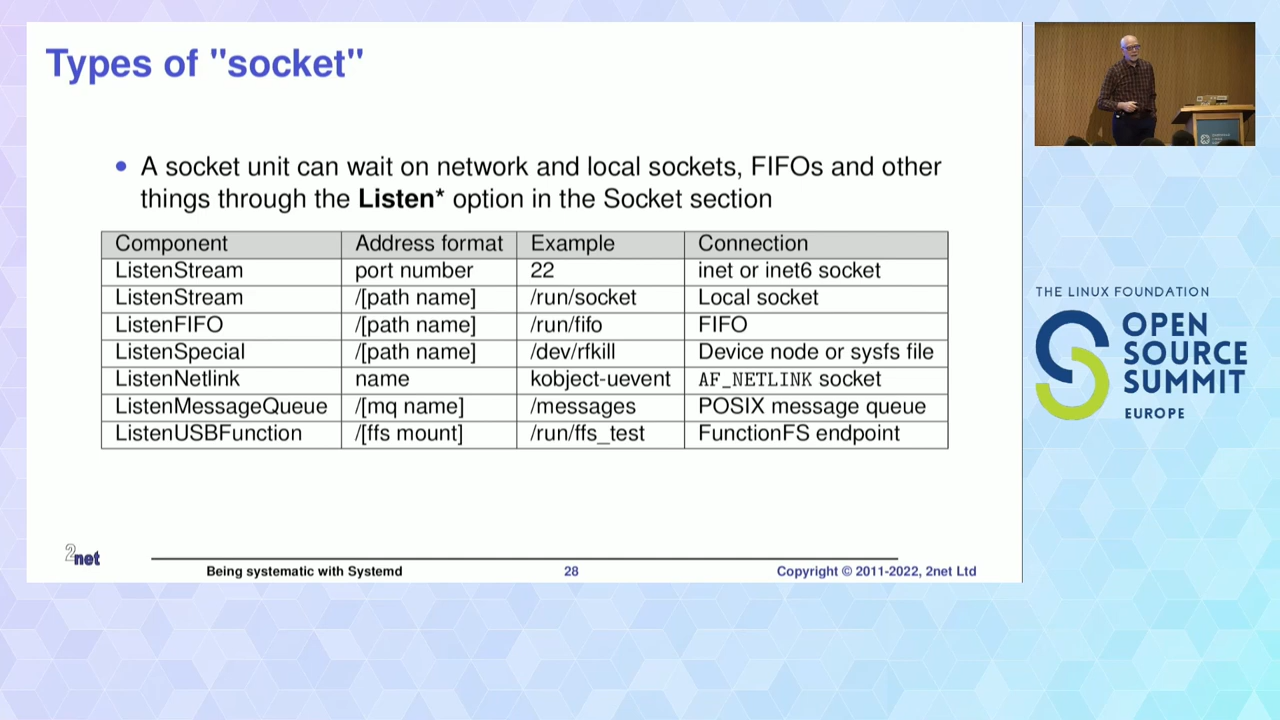 Types of "socket"
• A socket unit can wait on network and local sockets, FIFOs and other
things through the Listen* option in the Socket section
Component Address format Example Connection
ListenStream port number 22 inet or inet6 socket
ListenStream /[path name] /run/socket Local socket
ListenFIFO /[path name] /run/fifo FIFO
ListenSpecial /[path name] /dev/rfkill Device node or sysfs file
ListenNetlink name kobject-uevent AF_NETLINK socket
ListenMessageQueue /[mq name] /messages POSIX message queue
ListenUSBFunction /[ffs mount] /run/ffs_test FunctionFS endpoint
2net
Being systematic with Systemd 28 Copyright © 2011-2022, 2net Ltd
THE LINUX FOUNDATION
OPEN
SOURCE
SUMMIT
EUROPE